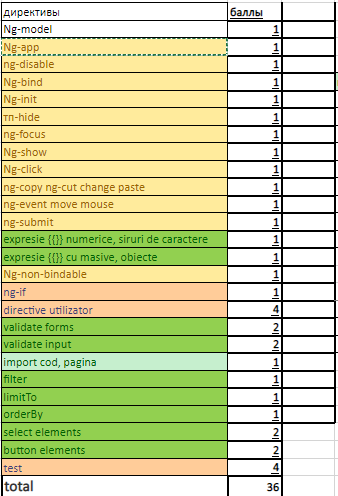 директивы баллы
Ng-model 1
Ng-app 1
ng-disable 1
Ng-bind 1
Ng-init 1
тп-hide 1
ng-focus 1
Ng-show 1
Ng-click 1
ng-copy ng-cut change paste 1
ng-event move mouse 1
ng-submit 1
expresie {{}} numerice, siruri de caractere 1
expresie {{}} cu masive, obiecte 1
Ng-non-bindable 1
ng-if 1
directive utilizator 4
validate forms 2
validate input 2
import cod, pagina 1
filter 1
limitTo 1
orderBy 1
select elements 2
button elements 2
test 4
total 36